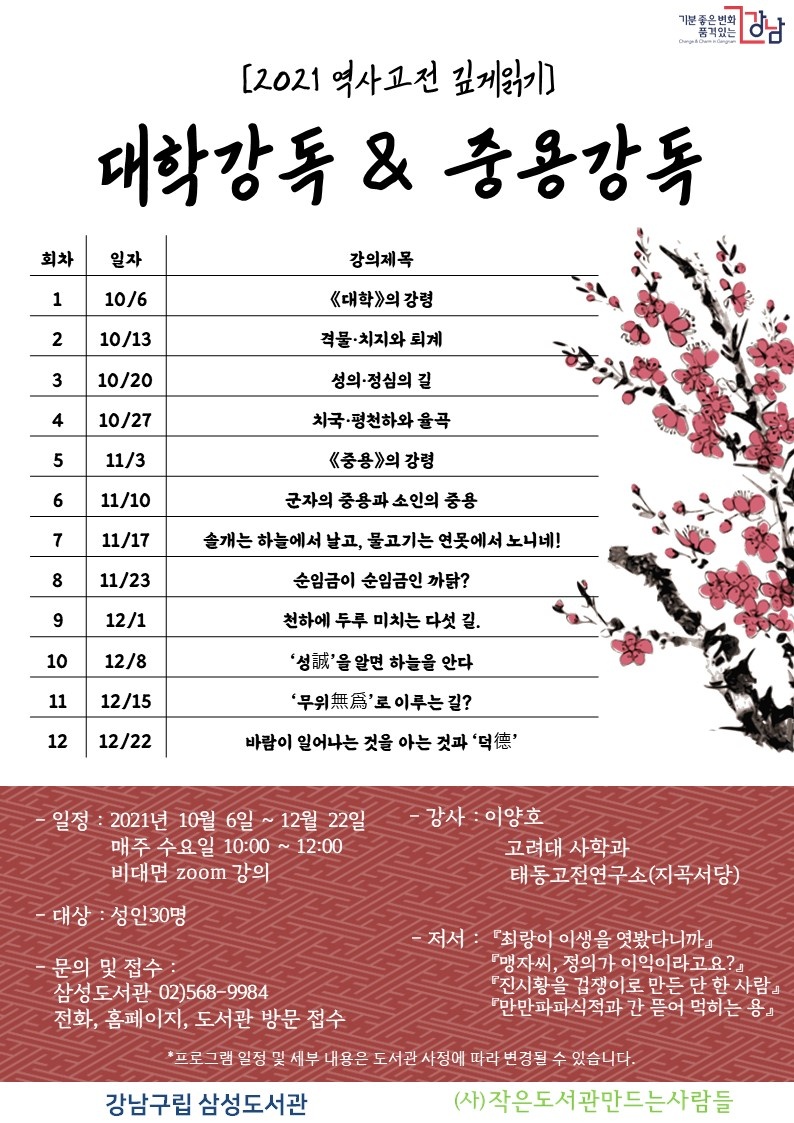 기분 좋은 변화
품격 있는
강남
Change & Charm in Gangnam
[2021 역사고전 깊게읽기]
대학강독 & 중용강독
회차 일자 강의제목
1 10/6 《대학》의 강령
2 10/13 격물·치지와 퇴계
3 10/20 성의·정심의 길
4 10/27 치국·평천하와 율곡
5 11/3 《중용》의 강령
6 11/10 군자의 중용과 소인의 중용
7 11/17 솔개는 하늘에서 날고, 물고기는 연못에서 노니네!
8 11/23 순임금이 순임금인 까닭?
9 12/1 천하에 두루 미치는 다섯 길.
10 12/8 ‘성誠’을 알면 하늘을 안다
11 12/15 ‘무위無爲’로 이루는 길?
12 12/22 바람이 일어나는 것을 아는 것과 ‘덕德’
- 일정 : 2021년 10월 6일 ~ 12월 22일
매주 수요일 10:00 ~ 12:00
비대면 zoom 강의
- 대상 : 성인30명
- 문의 및 접수 :
삼성도서관 02)568-9984
전화, 홈페이지, 도서관 방문 접수
- 강사 : 이양호
고려대 사학과
태동고전연구소(지곡서당)
- 저서 : 『최랑이 이생을 엿봤다니까』
『맹자씨, 정의가 이익이라고요?』
『진시황을 겁쟁이로 만든 단 한 사람』
『만만파파식적과 간 뜯어 먹히는 용』
*프로그램 일정 및 세부 내용은 도서관 사정에 따라 변경될 수 있습니다.
강남구립 삼성도서관
(사)작은도서관만드는사람들